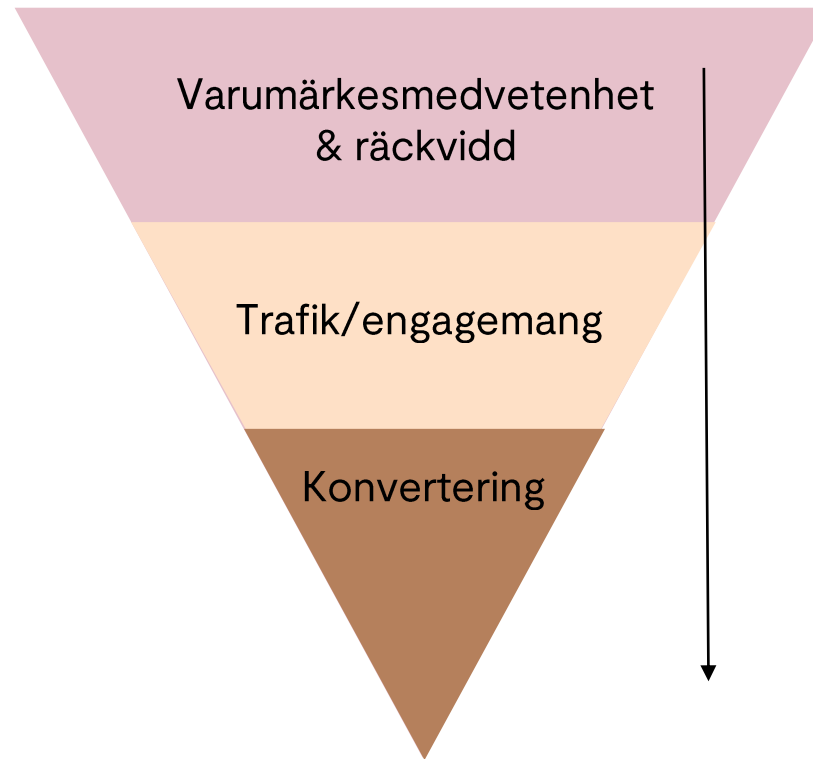 Varumärkesmedvetenhet
& räckvidd
Trafik/engagemang
Konvertering